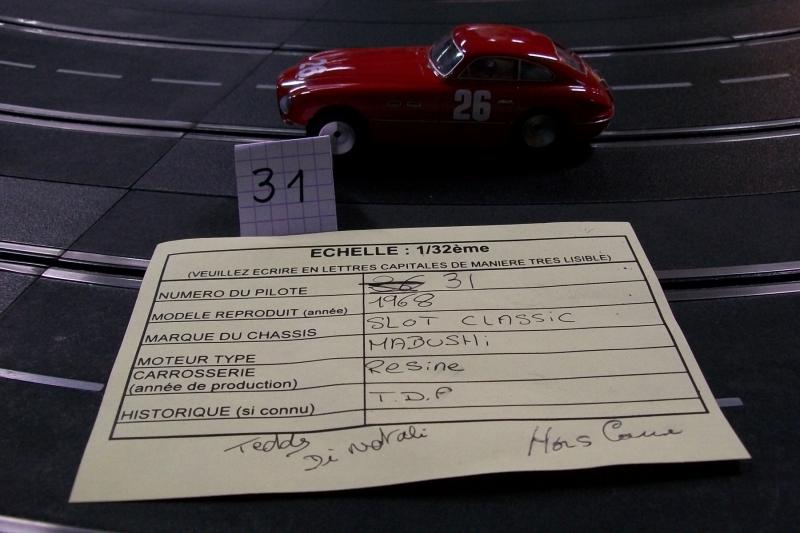 26
26
31
ECHELLE : 1/32ème
(VEUILLEZ ECRIRE EN LETTRES CAPITALES DE MANIERE TRES LISIBLE)
NUMERO DU PILOTE 31
MODELE REPRODUIT (année) 1968
MARQUE DU CHASSIS SLOT CLASSIC
MOTEUR TYPE MABUSHi
CARROSSERIE
(année de production) Resine
HISTORIQUE (si connu) T.D.P
Teddy
Di Natali
Hors